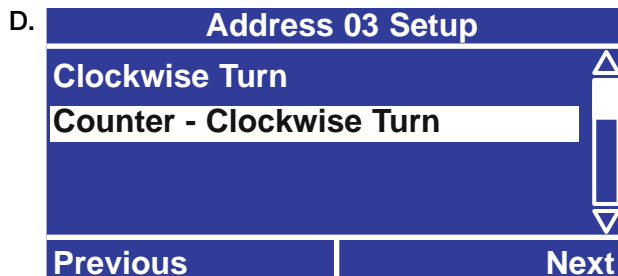 D.
Address 03 Setup
Clockwise Turn
Counter - Clockwise Turn
Previous
Next